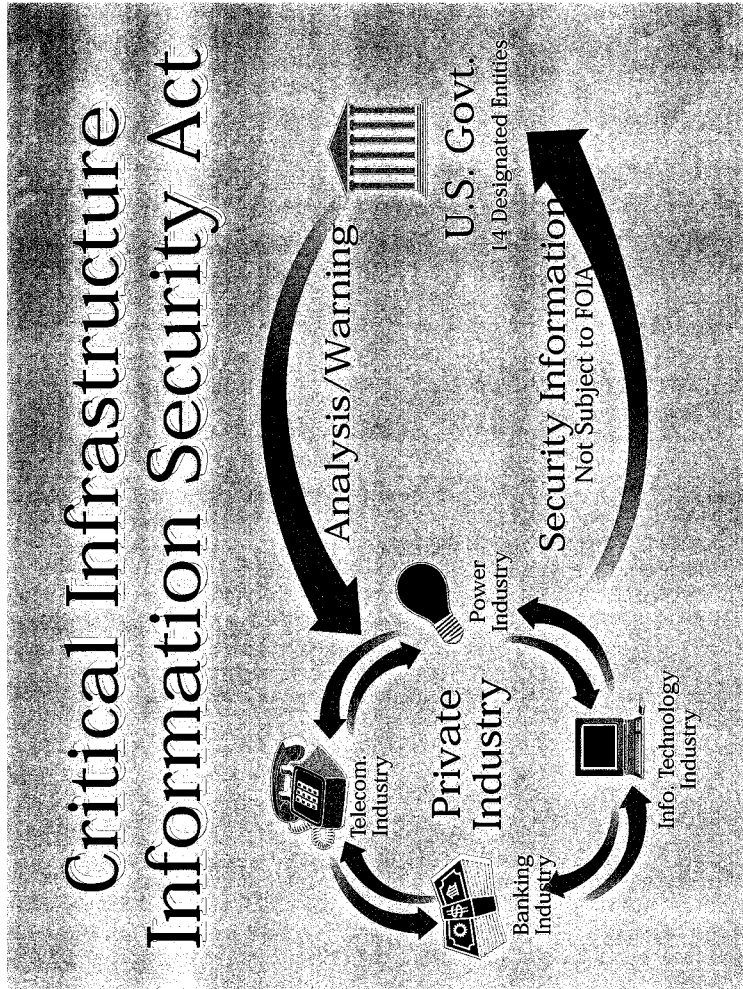 Critical Infrastructure
Information Security Act
Analysis/Warning
U.S. Govt.
14 Designated Entities
Security Information
Not Subject to FOIA
Private
Industry
Telecom.
Industry
Power
Industry
Banking
Industry
Info. Technology
Industry